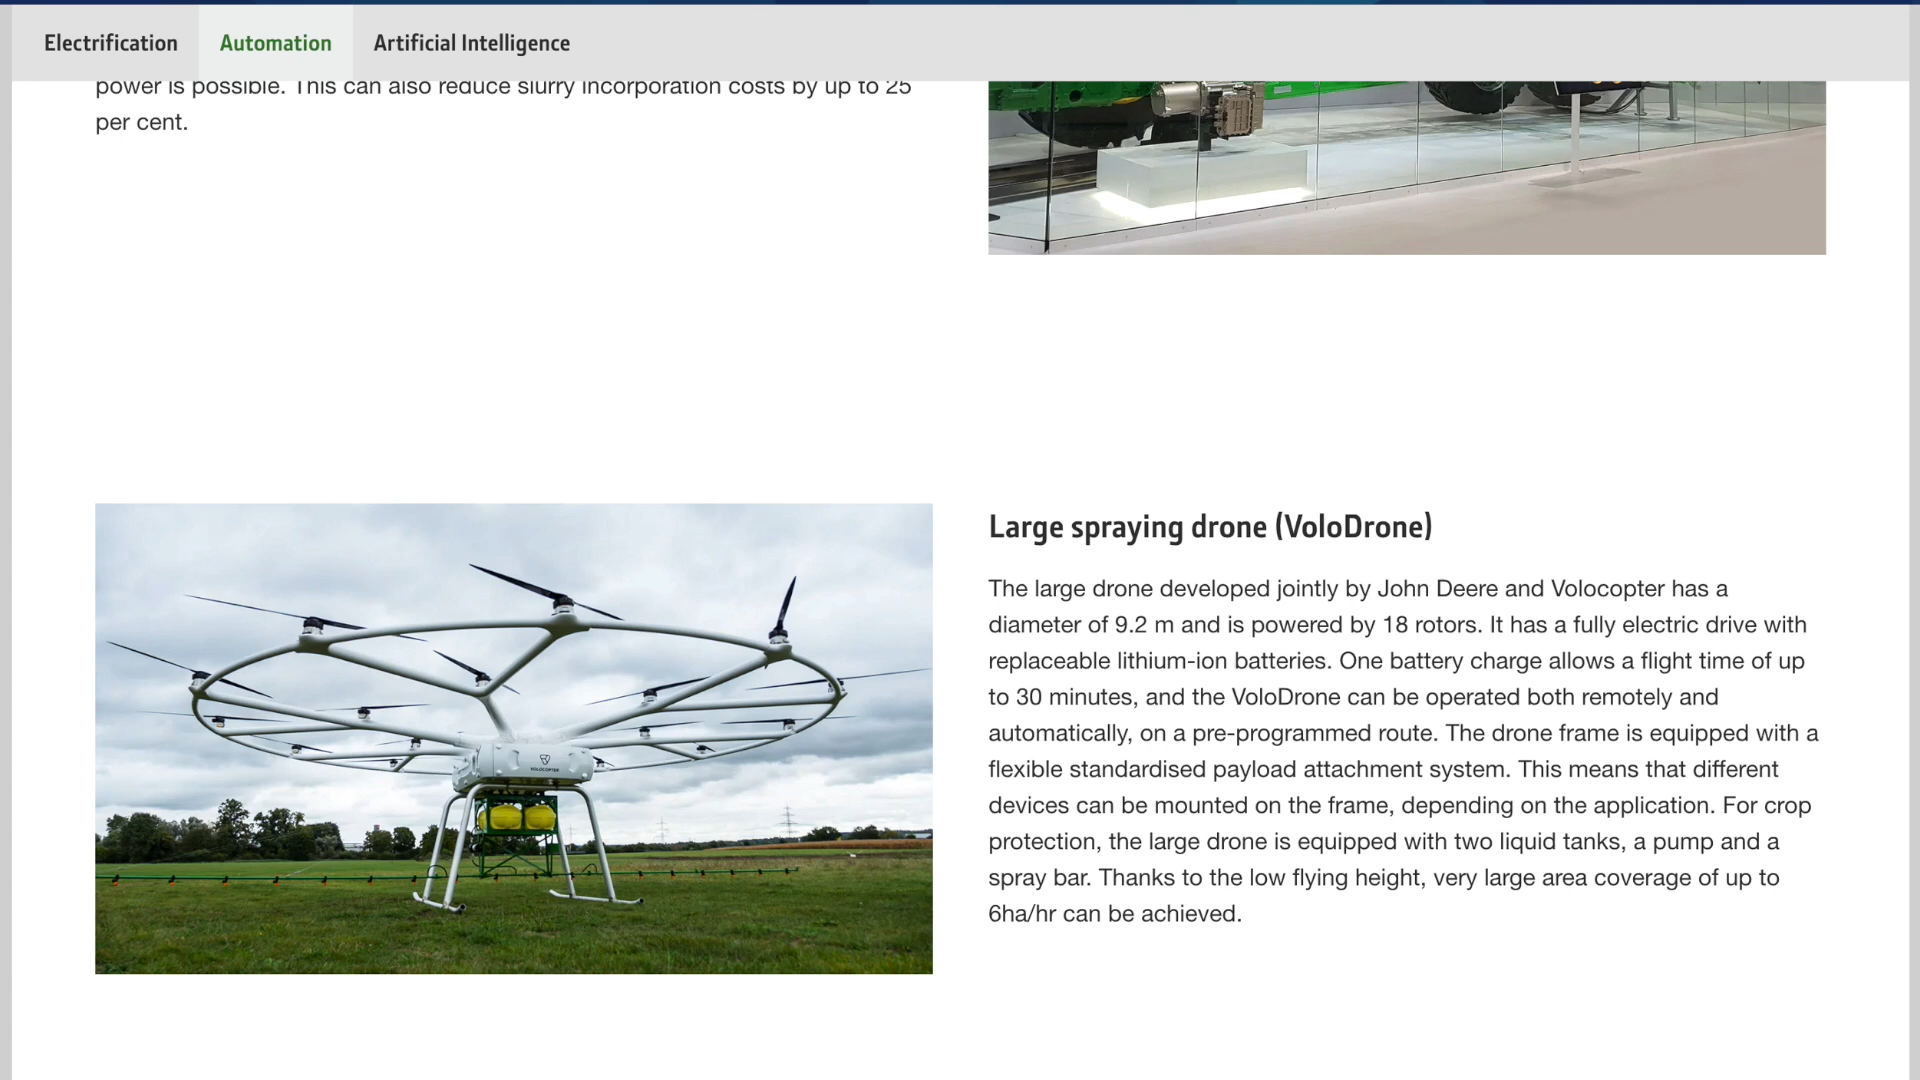 Electrification
Automation
Artificial Intelligence
power is possible. This can also reduce slurry incorporation costs by up to 25
per cent.
Large spraying drone (VoloDrone)
The large drone developed jointly by John Deere and Volocopter has a
diameter of 9.2 m and is powered by 18 rotors. It has a fully electric drive with
replaceable lithium-ion batteries. One battery charge allows a flight time of up
to 30 minutes, and the VoloDrone can be operated both remotely and
automatically, on a pre-programmed route. The drone frame is equipped with a
flexible standardised payload attachment system. This means that different
devices can be mounted on the frame, depending on the application. For crop
protection, the large drone is equipped with two liquid tanks, a pump and a
spray bar. Thanks to the low flying height, very large area coverage of up to
6ha/hr can be achieved.
VOLOCOPTER